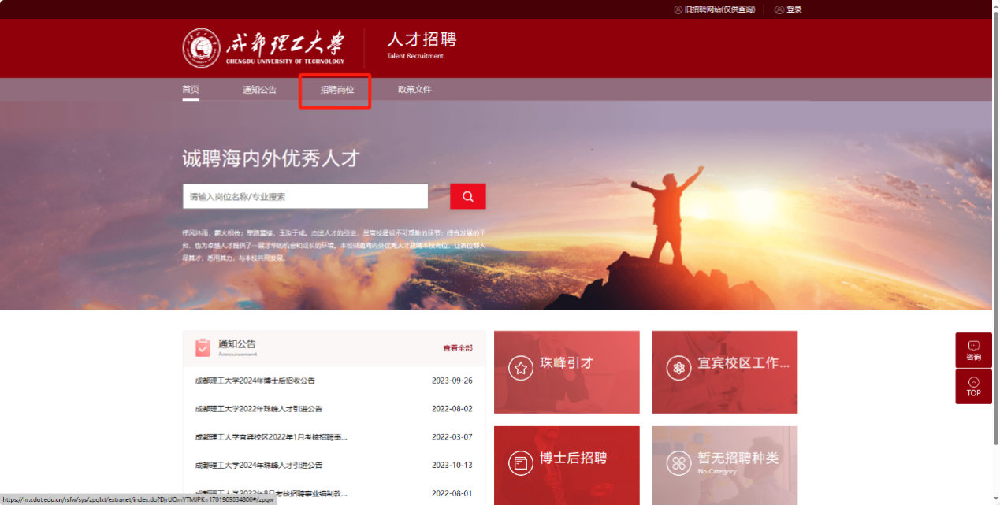 旧招聘网站(仅供查询)
登录
成都理工大学
CHENGDU UNIVERSITY OF TECHNOLOGY
人才招聘
Talent Recruitment
首页
通知公告
招聘岗位
政策文件
诚聘海内外优秀人才
请输入岗位名称/专业搜索
栉风沐雨，薪火相传；筚路蓝缕，玉汝于成。杰出人才的引进，是高校建设不可或缺的环节；综合发展的平
台，也为卓越人才提供了一展才华的机会和成长的环境。本校诚邀海内外优秀人才应聘本校岗位，让各位都人
尽其才，悉用其力，与本校共同发展。
通知公告
Announcement
查看全部
成都理工大学2024年博士后招收公告
2023-09-26
成都理工大学2022年珠峰人才引进公告
2022-08-02
成都理工大学宜宾校区2022年1月考核招聘事...
2022-03-07
成都理工大学2024年珠峰人才引进公告
2023-10-13
成都理工大学2022年8月考核招聘事业编制教...
2022-08-01
珠峰引才
宜宾校区工作...
博士后招聘
暂无招聘种类
No Category
咨询
TOP
https://hr.cdut.edu.cn/rsfw/sys/zpglxt/extranet/index.do?DjrUOmYTMJPK=1701909034800#/zpgw